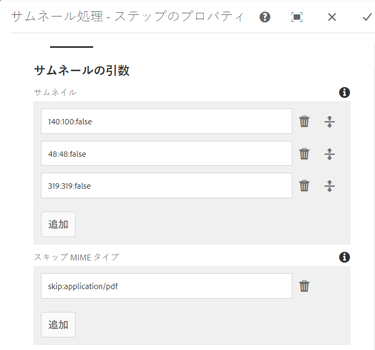 サムネール処理 - ステップのプロパティ
サムネールの引数
サムネイル
140:100:false
48:48:false
319:319:false
追加
スキップ MIME タイプ
skip:application/pdf
追加